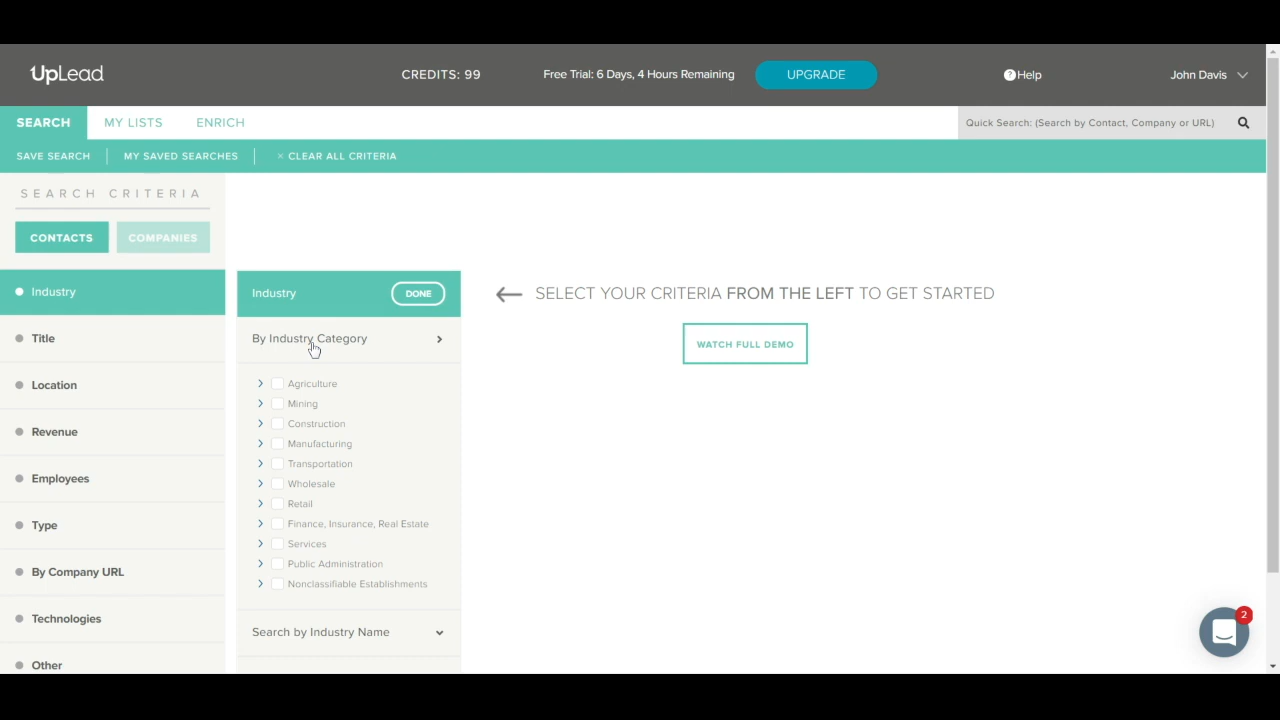 UpLead
CREDITS: 99
Free Trial: 6 Days, 4 Hours Remaining
UPGRADE
? Help
John Davis
SEARCH
MY LISTS
ENRICH
Quick Search: (Search by Contact, Company or URL)
SAVE SEARCH
MY SAVED SEARCHES
× CLEAR ALL CRITERIA
SEARCH CRITERIA
CONTACTS
COMPANIES
Industry
Title
Location
Revenue
Employees
Type
By Company URL
Technologies
Other
Industry
DONE
By Industry Category
Agriculture
Mining
Construction
Manufacturing
Transportation
Wholesale
Retail
Finance, Insurance, Real Estate
Services
Public Administration
Nonclassifiable Establishments
Search by Industry Name
SELECT YOUR CRITERIA FROM THE LEFT TO GET STARTED
WATCH FULL DEMO
2